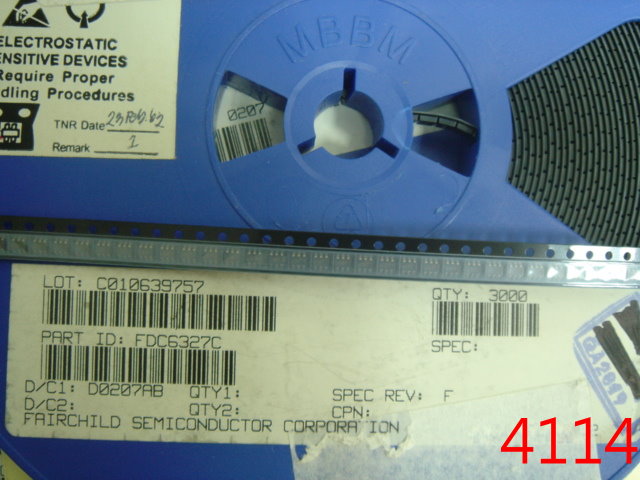 ELECTROSTATIC
SENSITIVE DEVICES
Require Proper
dling Procedures
TNR Date
Remark 1
MBBM
0207
LOT: C010639757
QTY: 3000
PART ID: FDC6327C
SPEC:
D/C1: D0207AB QTY1: SPEC REV: F
D/C2: QTY2: CPN:
FAIRCHILD SEMICONDUCTOR CORPORATION
4114